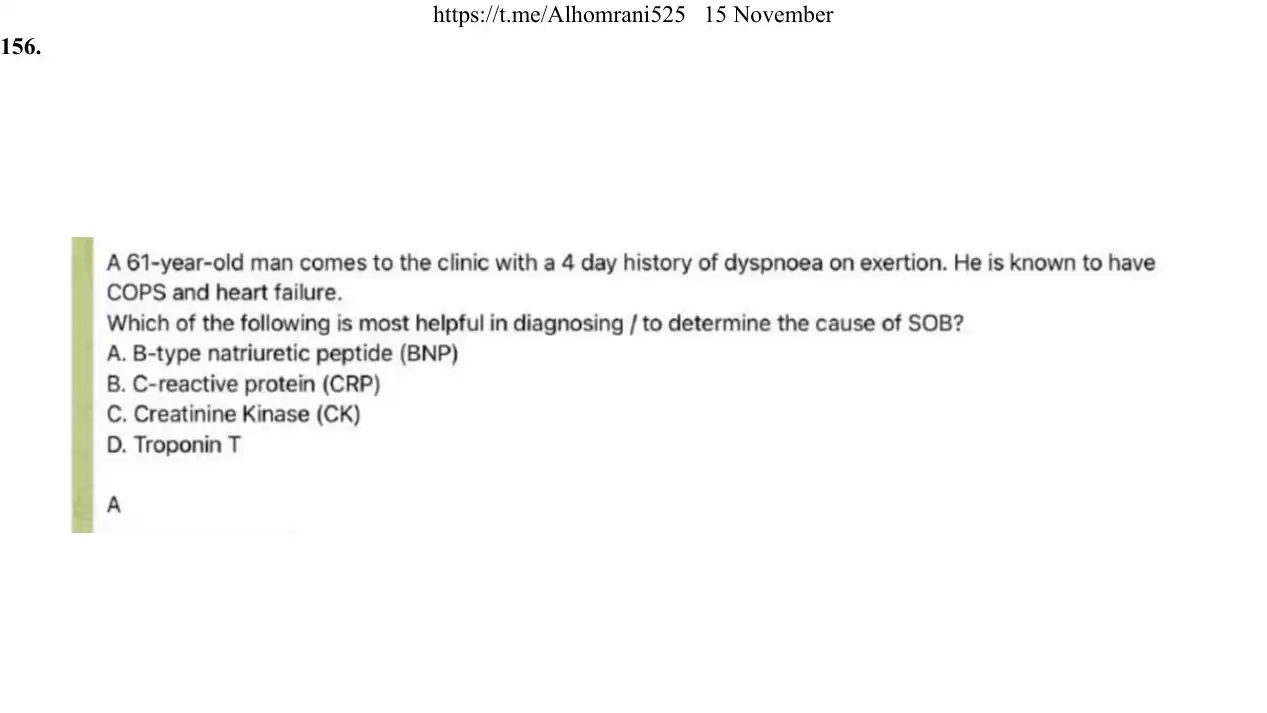 https://t.me/Alhomrani525 15 November
156.
A 61-year-old man comes to the clinic with a 4 day history of dyspnoea on exertion. He is known to have
COPS and heart failure.
Which of the following is most helpful in diagnosing / to determine the cause of SOB?
A. B-type natriuretic peptide (BNP)
B. C-reactive protein (CRP)
C. Creatinine Kinase (CK)
D. Troponin T
A